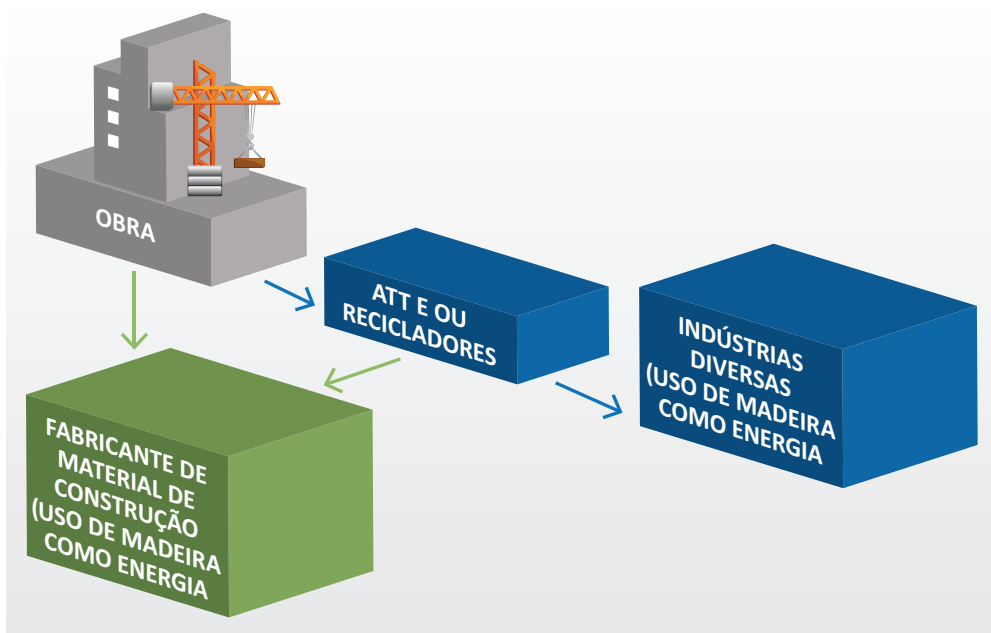 OBRA
ATT E OU
RECICLADORES
INDÚSTRIAS
DIVERSAS
(USO DE MADEIRA
COMO ENERGIA
FABRICANTE DE
MATERIAL DE
CONSTRUÇÃO
(USO DE MADEIRA
COMO ENERGIA